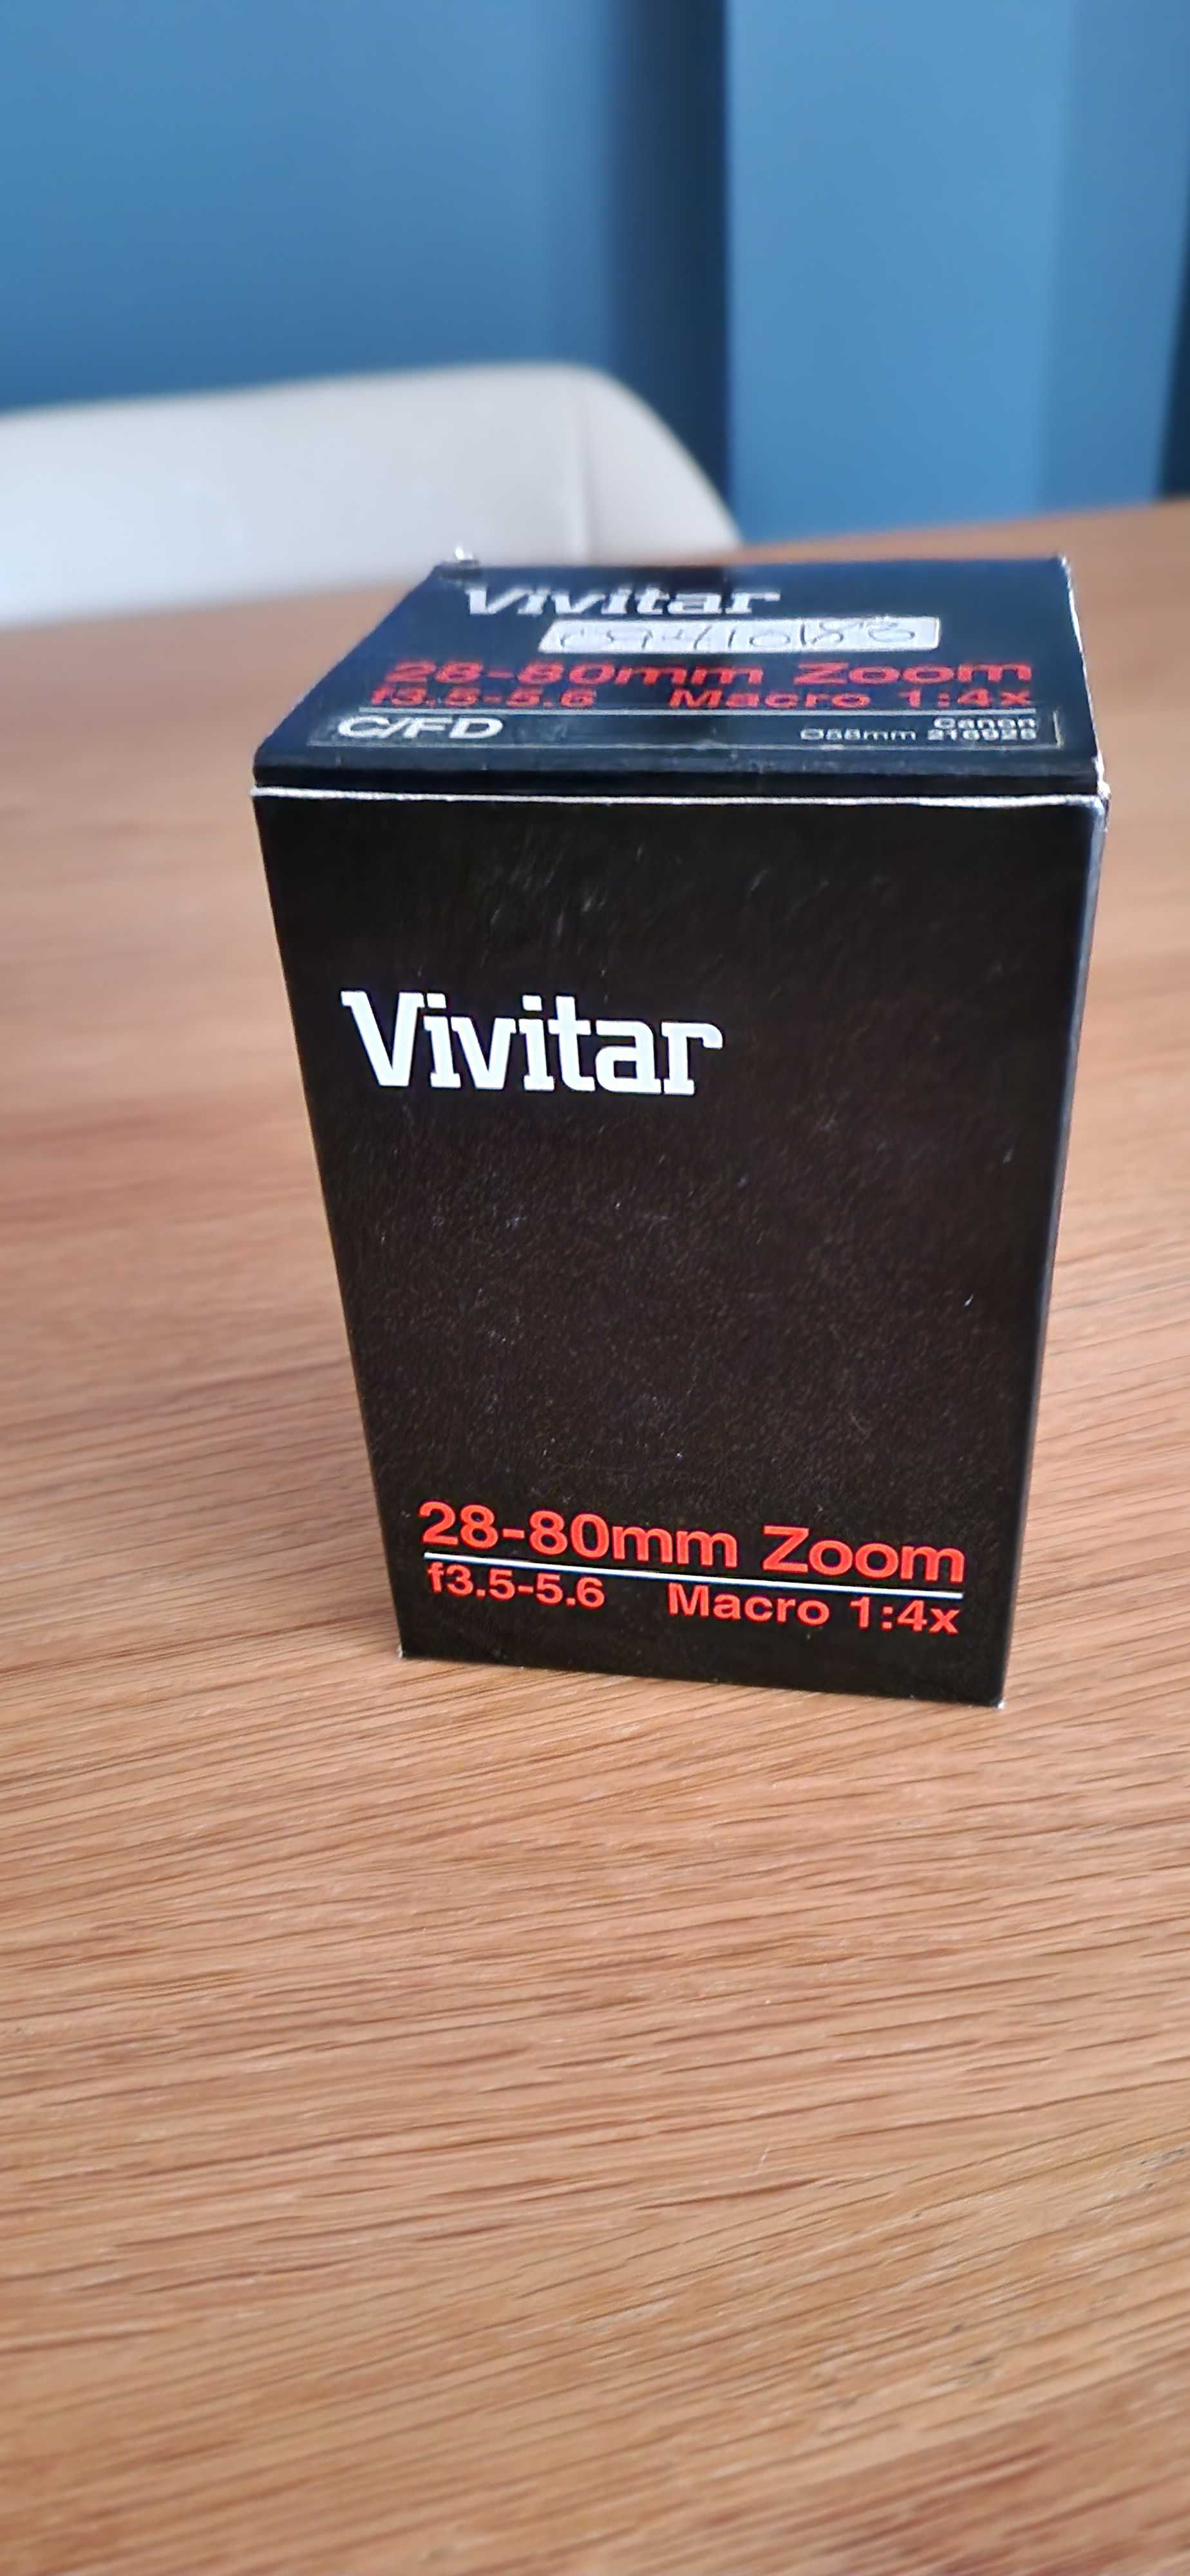 Vivitar
28-80mm Zoom
f3.5-5.6 Macro 1:4x
C/FD
Canon
Ø58mm
Vivitar
28-80mm Zoom
f3.5-5.6 Macro 1:4x